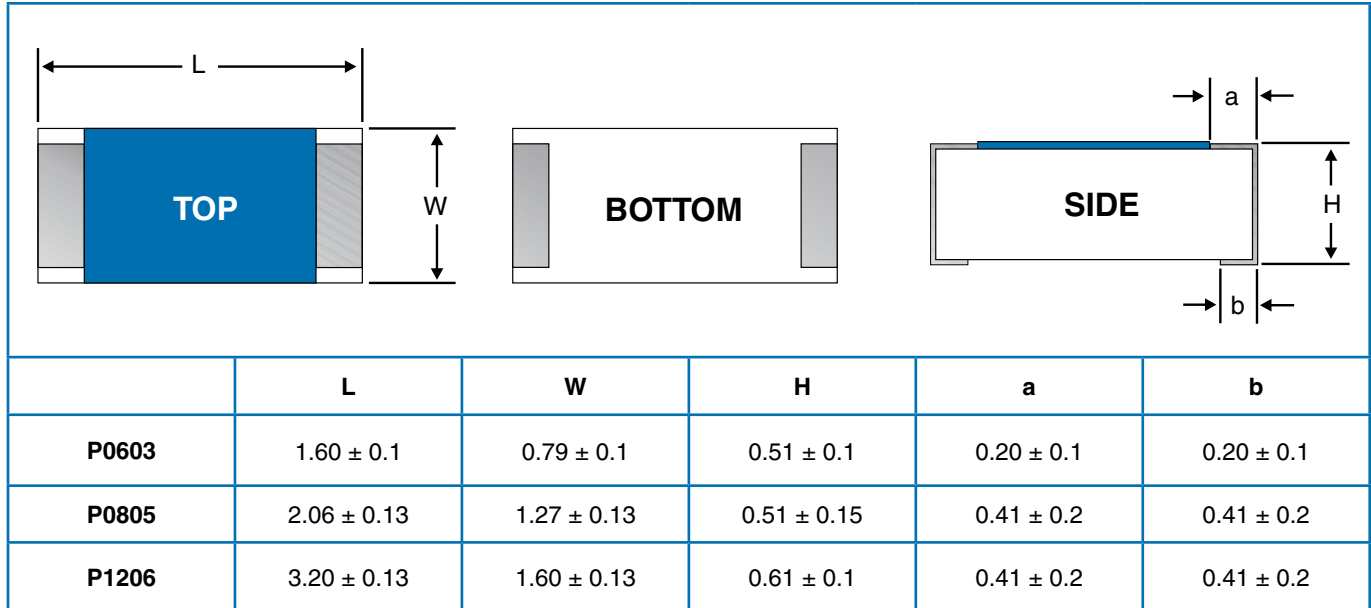 L
a
TOP
W
BOTTOM
SIDE
H
b
L W H a b
P0603 1.60 ± 0.1 0.79 ± 0.1 0.51 ± 0.1 0.20 ± 0.1 0.20 ± 0.1
P0805 2.06 ± 0.13 1.27 ± 0.13 0.51 ± 0.15 0.41 ± 0.2 0.41 ± 0.2
P1206 3.20 ± 0.13 1.60 ± 0.13 0.61 ± 0.1 0.41 ± 0.2 0.41 ± 0.2